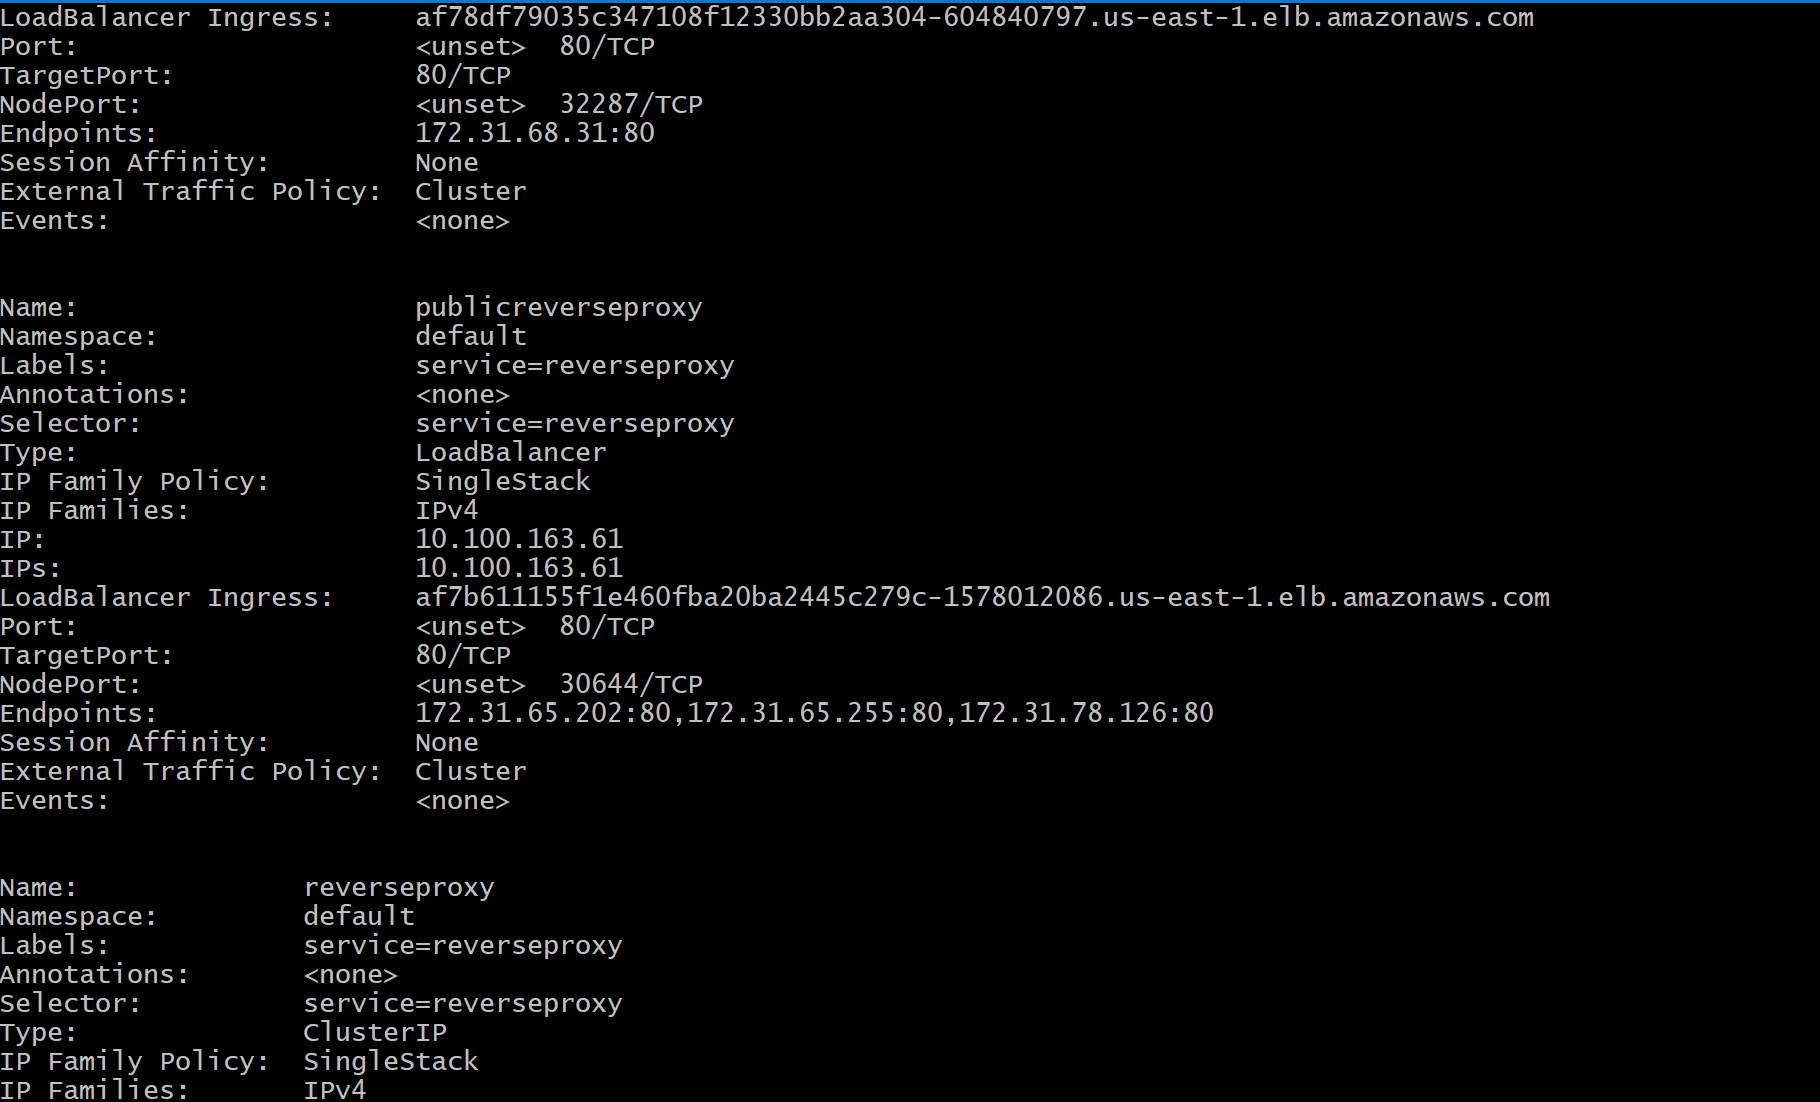 LoadBalancer Ingress:     af78df79035c347108f12330bb2aa304-604840797.us-east-1.elb.amazonaws.com
Port:                     <unset>  80/TCP
TargetPort:               80/TCP
NodePort:                 <unset>  32287/TCP
Endpoints:                172.31.68.31:80
Session Affinity:         None
External Traffic Policy:  Cluster
Events:                   <none>
Name:                     publicreverseproxy
Namespace:                default
Labels:                   service=reverseproxy
Annotations:              <none>
Selector:                 service=reverseproxy
Type:                     LoadBalancer
IP Family Policy:         SingleStack
IP Families:              IPv4
IP:                       10.100.163.61
IPs:                      10.100.163.61
LoadBalancer Ingress:     af7b611155f1e460fba20ba2445c279c-1578012086.us-east-1.elb.amazonaws.com
Port:                     <unset>  80/TCP
TargetPort:               80/TCP
NodePort:                 <unset>  30644/TCP
Endpoints:                172.31.65.202:80,172.31.65.255:80,172.31.78.126:80
Session Affinity:         None
External Traffic Policy:  Cluster
Events:                   <none>
Name:              reverseproxy
Namespace:         default
Labels:            service=reverseproxy
Annotations:       <none>
Selector:          service=reverseproxy
Type:              ClusterIP
IP Family Policy:  SingleStack
IP Families:       IPv4